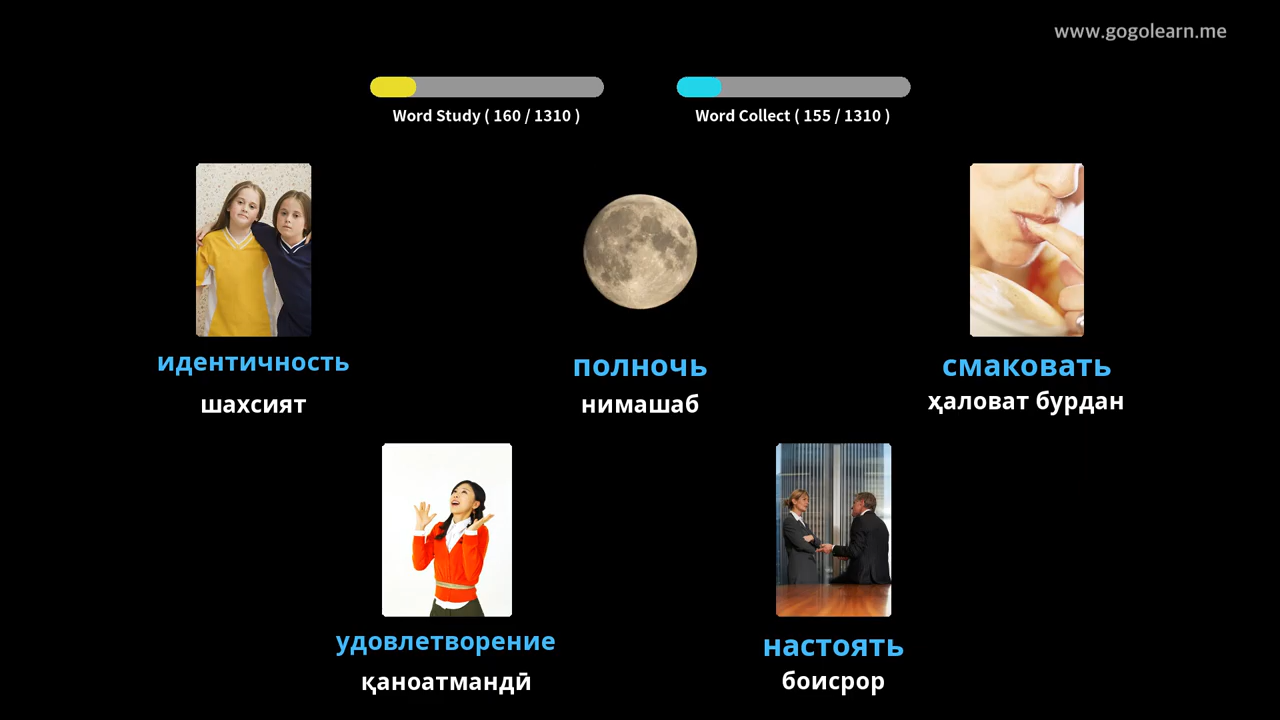 www.gogolearn.me
Word Study ( 160 / 1310 )
Word Collect ( 155 / 1310 )
идентичность
шахсият
полночь
нимашаб
смаковать
ҳаловат бурдан
удовлетворение
қаноатмандӣ
настоять
боисрор